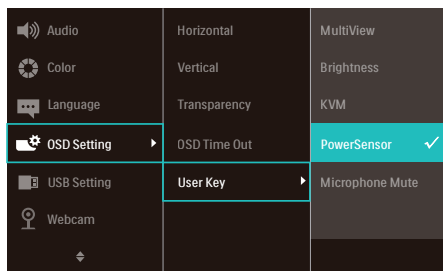 Audio
Color
Language
OSD Setting
USB Setting
Webcam
Horizontal
Vertical
Transparency
OSD Time Out
User Key
MultiView
Brightness
KVM
PowerSensor
Microphone Mute